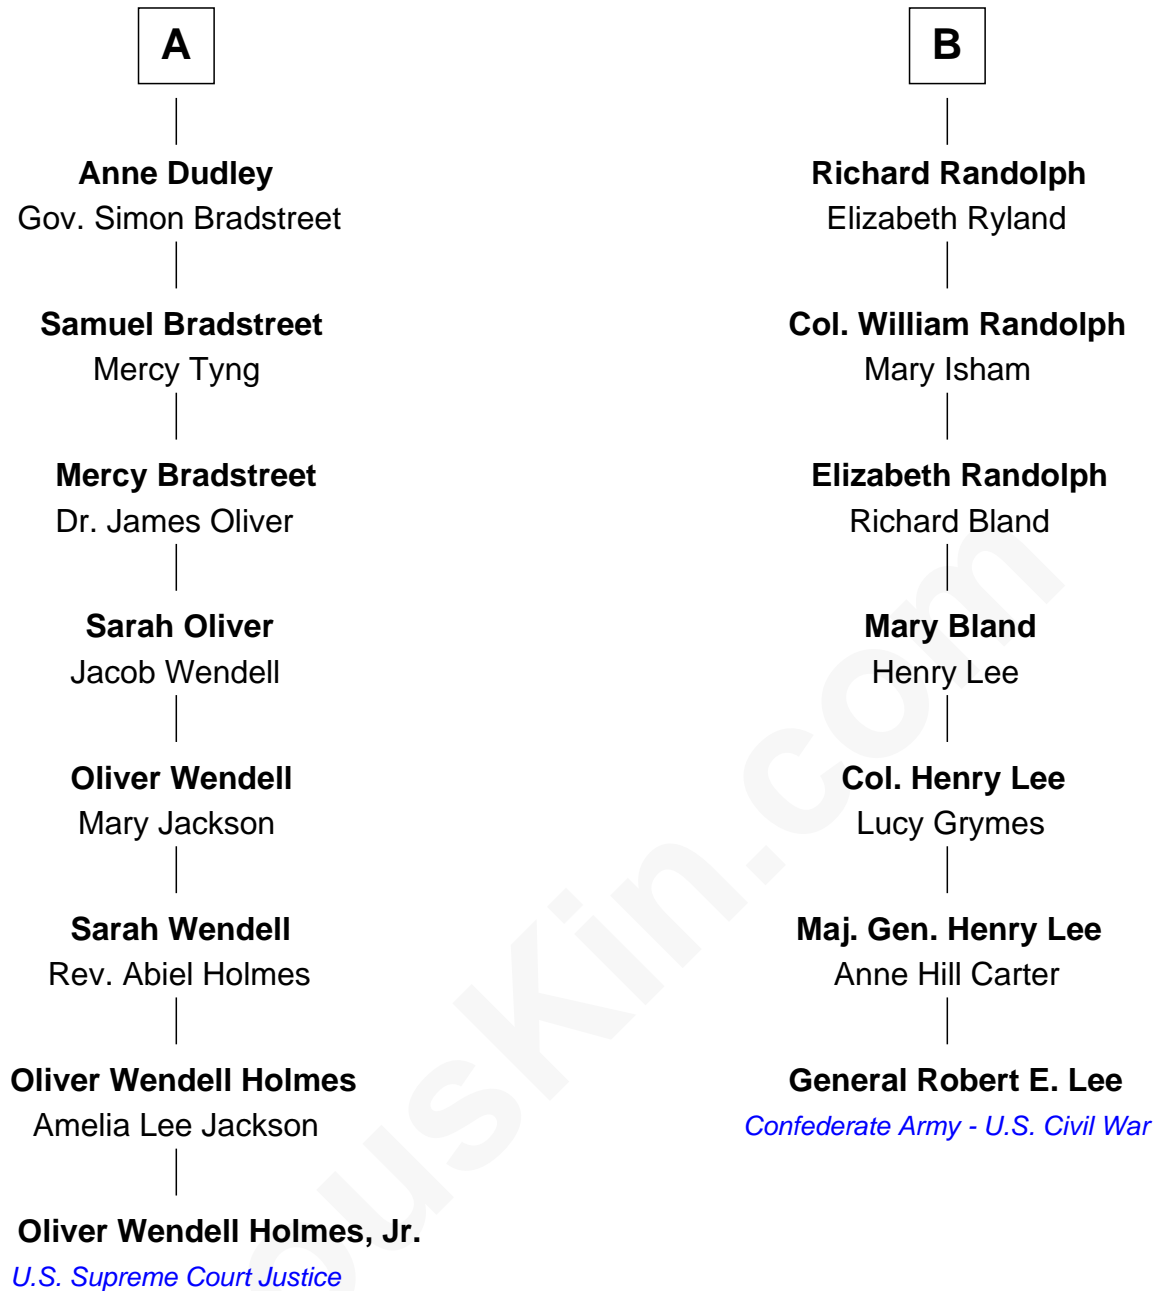 A
Anne Dudley
Gov. Simon Bradstreet
Samuel Bradstreet
Mercy Tyng
Mercy Bradstreet
Dr. James Oliver
Sarah Oliver
Jacob Wendell
Oliver Wendell
Mary Jackson
Sarah Wendell
Rev. Abiel Holmes
Oliver Wendell Holmes
Amelia Lee Jackson
Oliver Wendell Holmes, Jr.
U.S. Supreme Court Justice
B
Richard Randolph
Elizabeth Ryland
Col. William Randolph
Mary Isham
Elizabeth Randolph
Richard Bland
Mary Bland
Henry Lee
Col. Henry Lee
Lucy Grymes
Maj. Gen. Henry Lee
Anne Hill Carter
General Robert E. Lee
Confederate Army - U.S. Civil War
ousKin.com